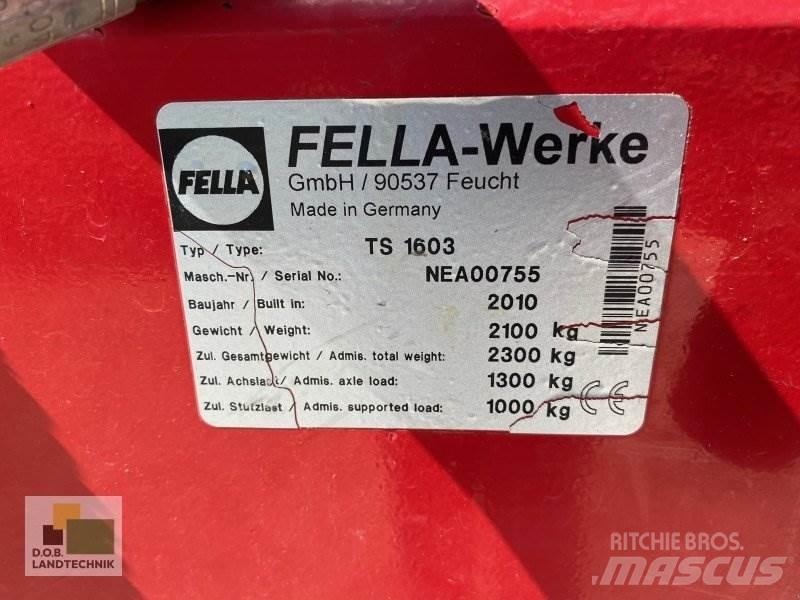 FELLA
FELLA-Werke
GmbH / 90537 Feucht
Made in Germany
Typ / Type: TS 1603
Masch.-Nr. / Serial No.: NEA00755
Baujahr / Built in: 2010
Gewicht / Weight: 2100 kg
Zul. Gesamtgewicht / Admis. total weight: 2300 kg
Zul. Achslast / Admis. axle load: 1300 kg
Zul. Stützlast / Admis. supported load: 1000 kg
CE
NEA00755
D.O.B.
LANDTECHNIK
RITCHIE BROS.
MASCUS